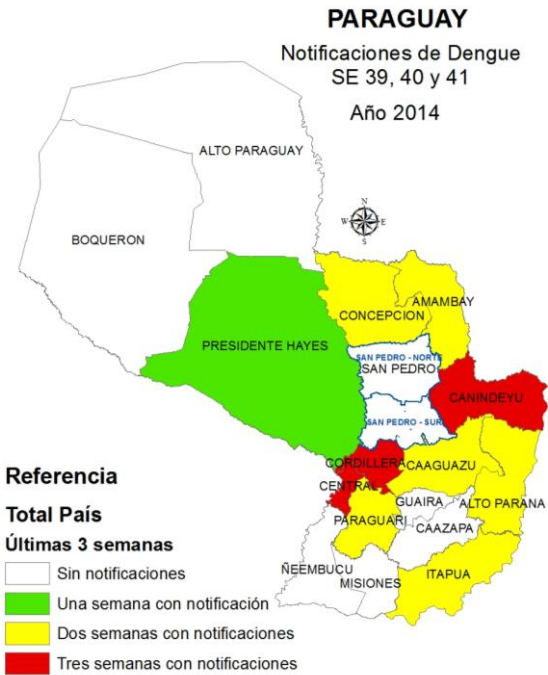 PARAGUAY
Notificaciones de Dengue
SE 39, 40 y 41
Año 2014
ALTO PARAGUAY
N
W E
S
BOQUERON
AMAMBAY
CONCEPCION
PRESIDENTE HAYES
SAN PEDRO - NORTE
SAN PEDRO
CANINDEYU
SAN PEDRO - SUR
CORDILLERA
CAAGUAZU
CENTRAL
GUAIRA
ALTO PARANA
PARAGUARI
CAAZAPA
ÑEEMBUCU
MISIONES
ITAPUA
Referencia
Total País
Últimas 3 semanas
Sin notificaciones
Una semana con notificación
Dos semanas con notificaciones
Tres semanas con notificaciones